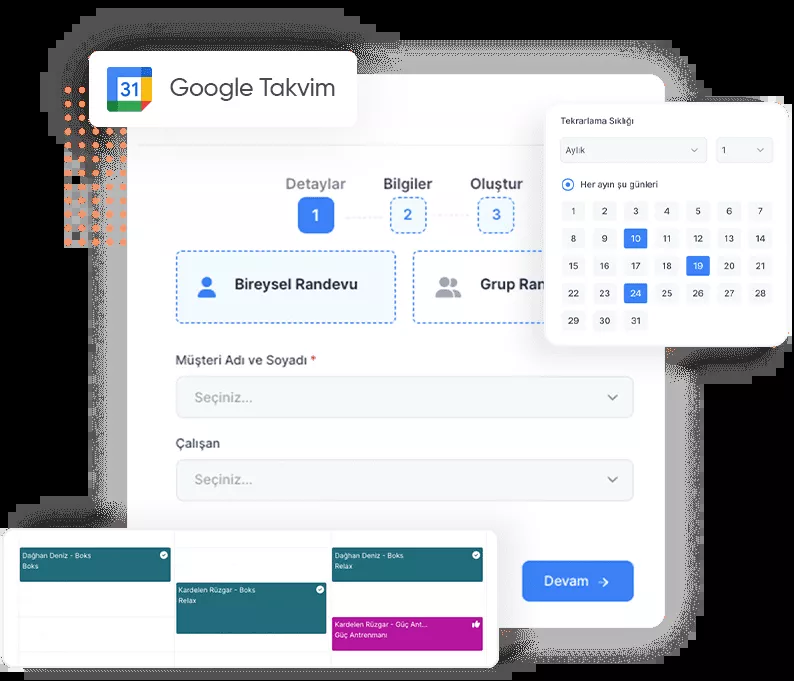 31
Google Takvim
Tekrarlama Sıklığı
Aylık
1
Her ayın şu günleri
1 2 3 4 5 6 7
8 9 10 11 12 13 14
15 16 17 18 19 20 21
22 23 24 25 26 27 28
29 30 31
Detaylar Bilgiler Oluştur
1 2 3
Bireysel Randevu
Grup Ran
Müşteri Adı ve Soyadı *
Seçiniz...
Çalışan
Seçiniz...
Devam →
Dağhan Deniz - Boks
Boks
Kardelen Rüzgar - Boks
Relax
Dağhan Deniz - Boks
Relax
Kardelen Rüzgar - Güç Ant...
Güç Antrenmanı